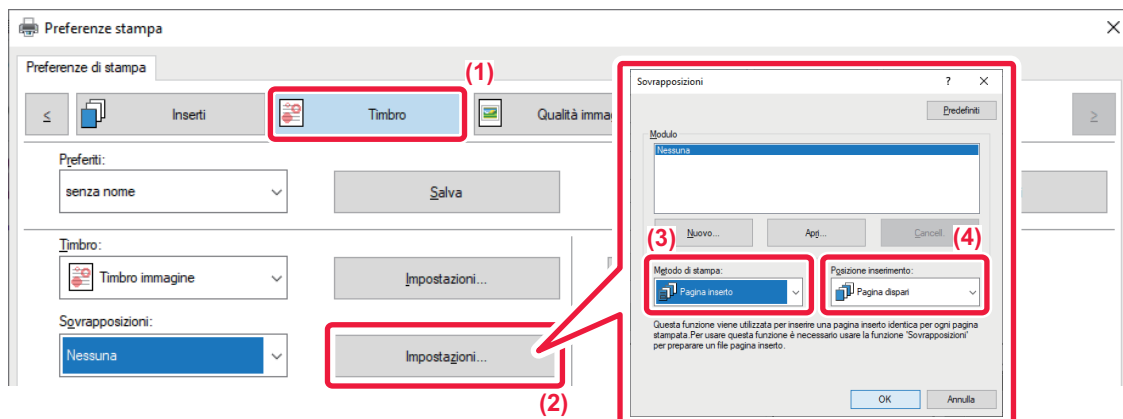 Preferenze stampa
Preferenze di stampa
(1)
< Inserti Timbro Qualità imma >
Preferiti:
senza nome Salva
Timbro:
Timbro immagine Impostazioni...
Sovrapposizioni:
Nessuna Impostazioni...
(2)
Sovrapposizioni ? ×
Predefiniti
Modulo
Nessuna
Nuovo... Apri... Cancell.
(3) (4)
Metodo di stampa: Posizione inserimento:
Pagina inserto Pagina dispari
Questa funzione viene utilizzata per inserire una pagina inserto identica per ogni pagina
stampata.Per usare questa funzione è necessario usare la funzione 'Sovrapposizioni'
per preparare un file pagina inserto.
OK Annulla